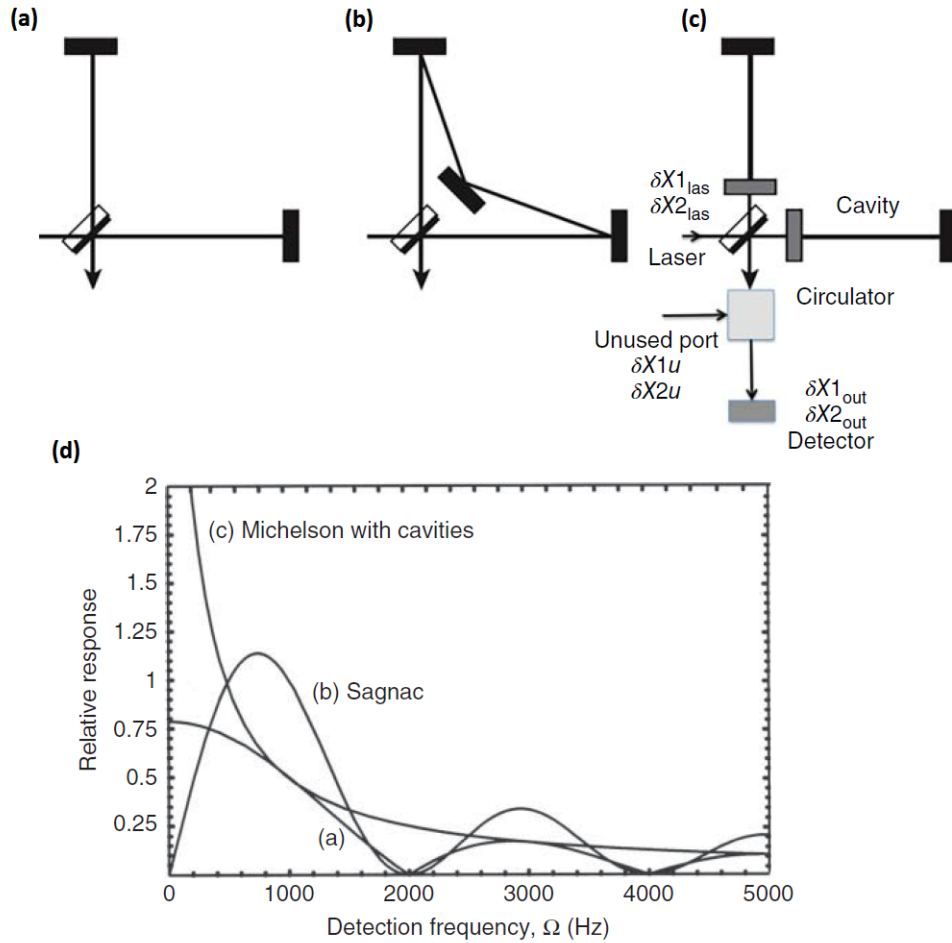 (a)
(b)
(c)
δX1las
δX2las
Cavity
Laser
Circulator
Unused port
δX1u
δX2u
δX1out
δX2out
Detector
(d)
2
(c) Michelson with cavities
1.75
1.5
1.25
1
(b) Sagnac
0.75
0.5
(a)
0.25
Relative response
0 1000 2000 3000 4000 5000
Detection frequency, Ω (Hz)